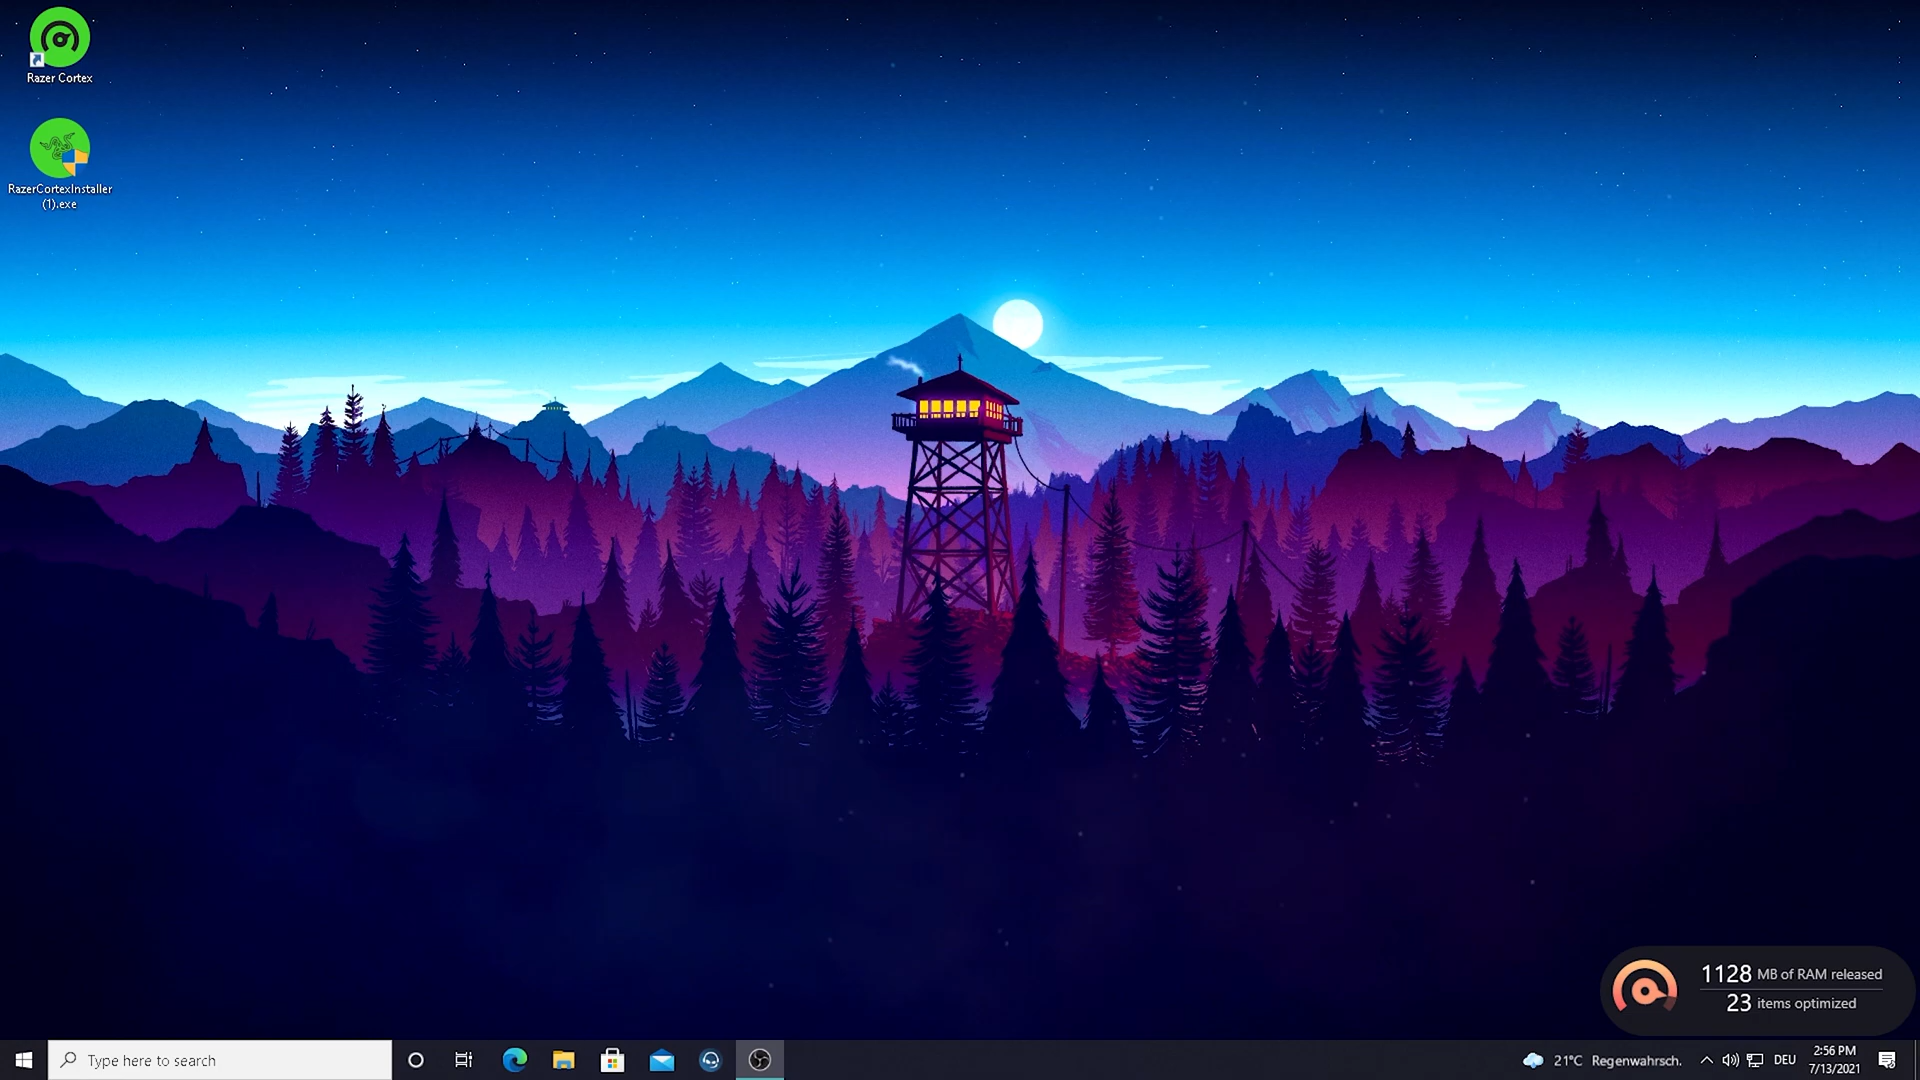 Razer Cortex
RazerCortexInstaller
(1).exe
1128 MB of RAM released
23 items optimized
Type here to search
21°C Regenwahrsch.
DEU
2:56 PM
7/13/2021